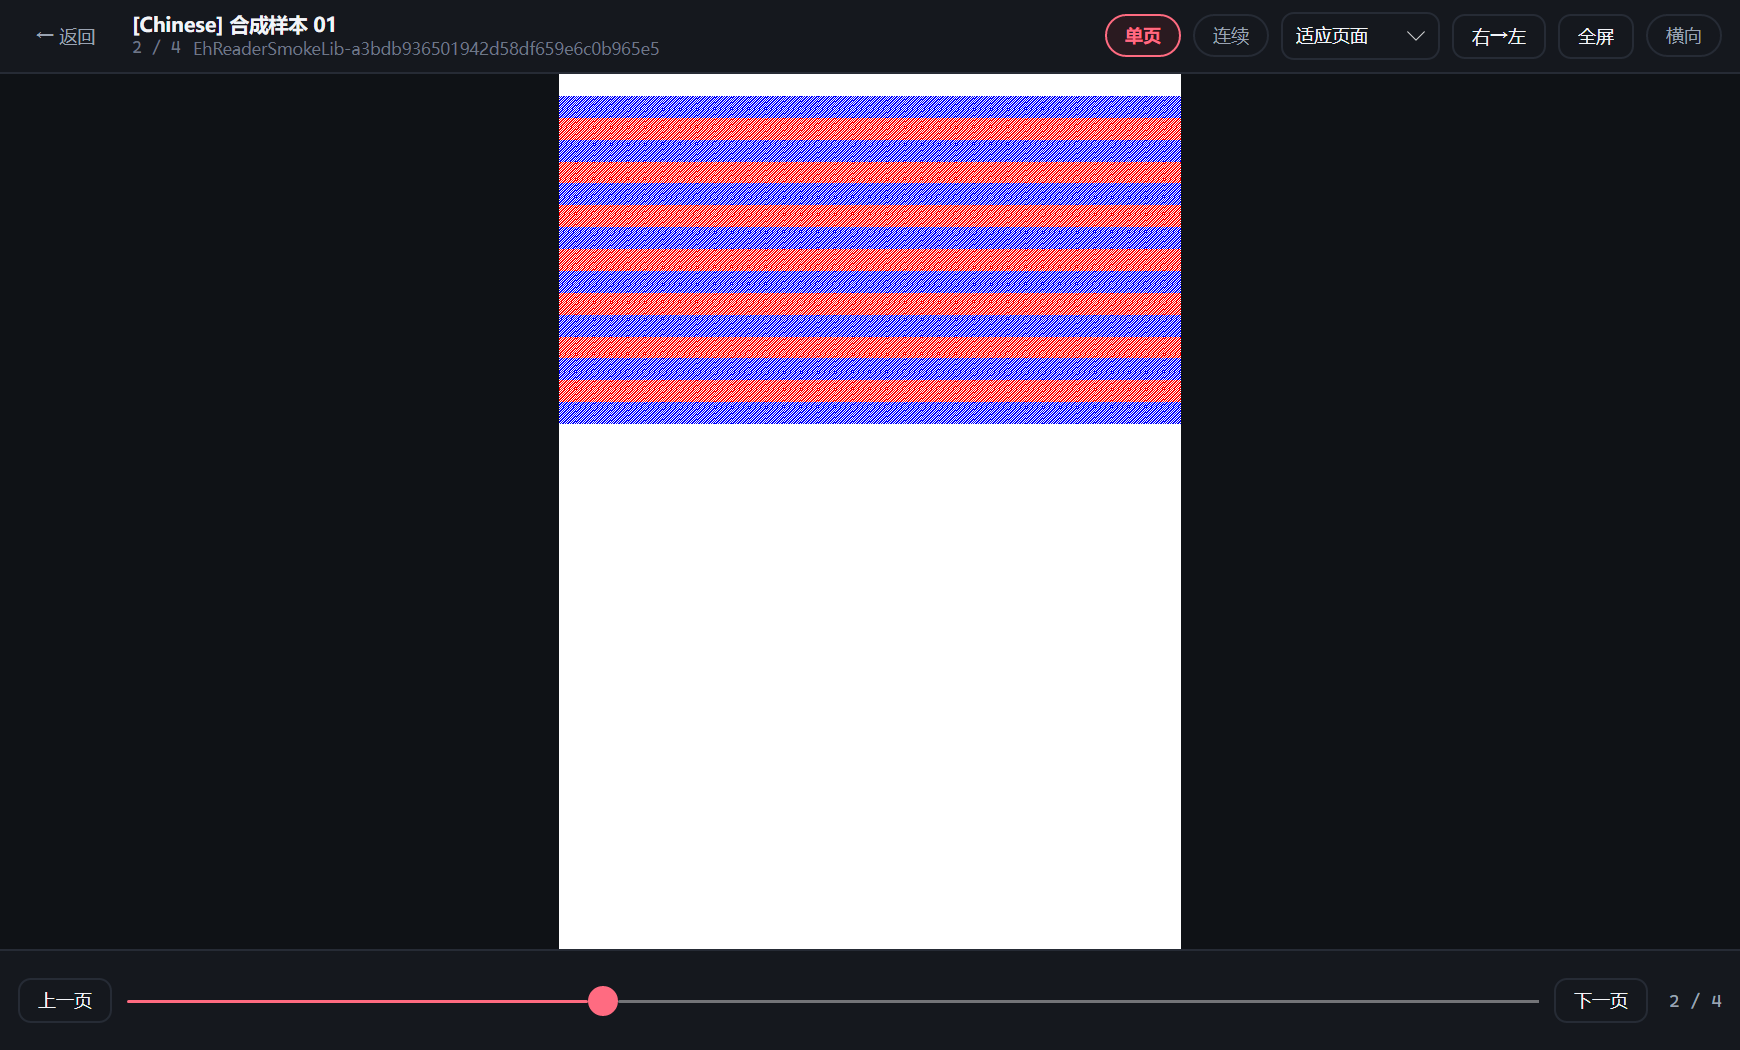 ← 返回
[Chinese] 合成样本 01
2 / 4 EhReaderSmokeLib-a3bdb936501942d58df659e6c0b965e5
单页
连续
适应页面
右→左
全屏
横向
上一页
下一页
2 / 4